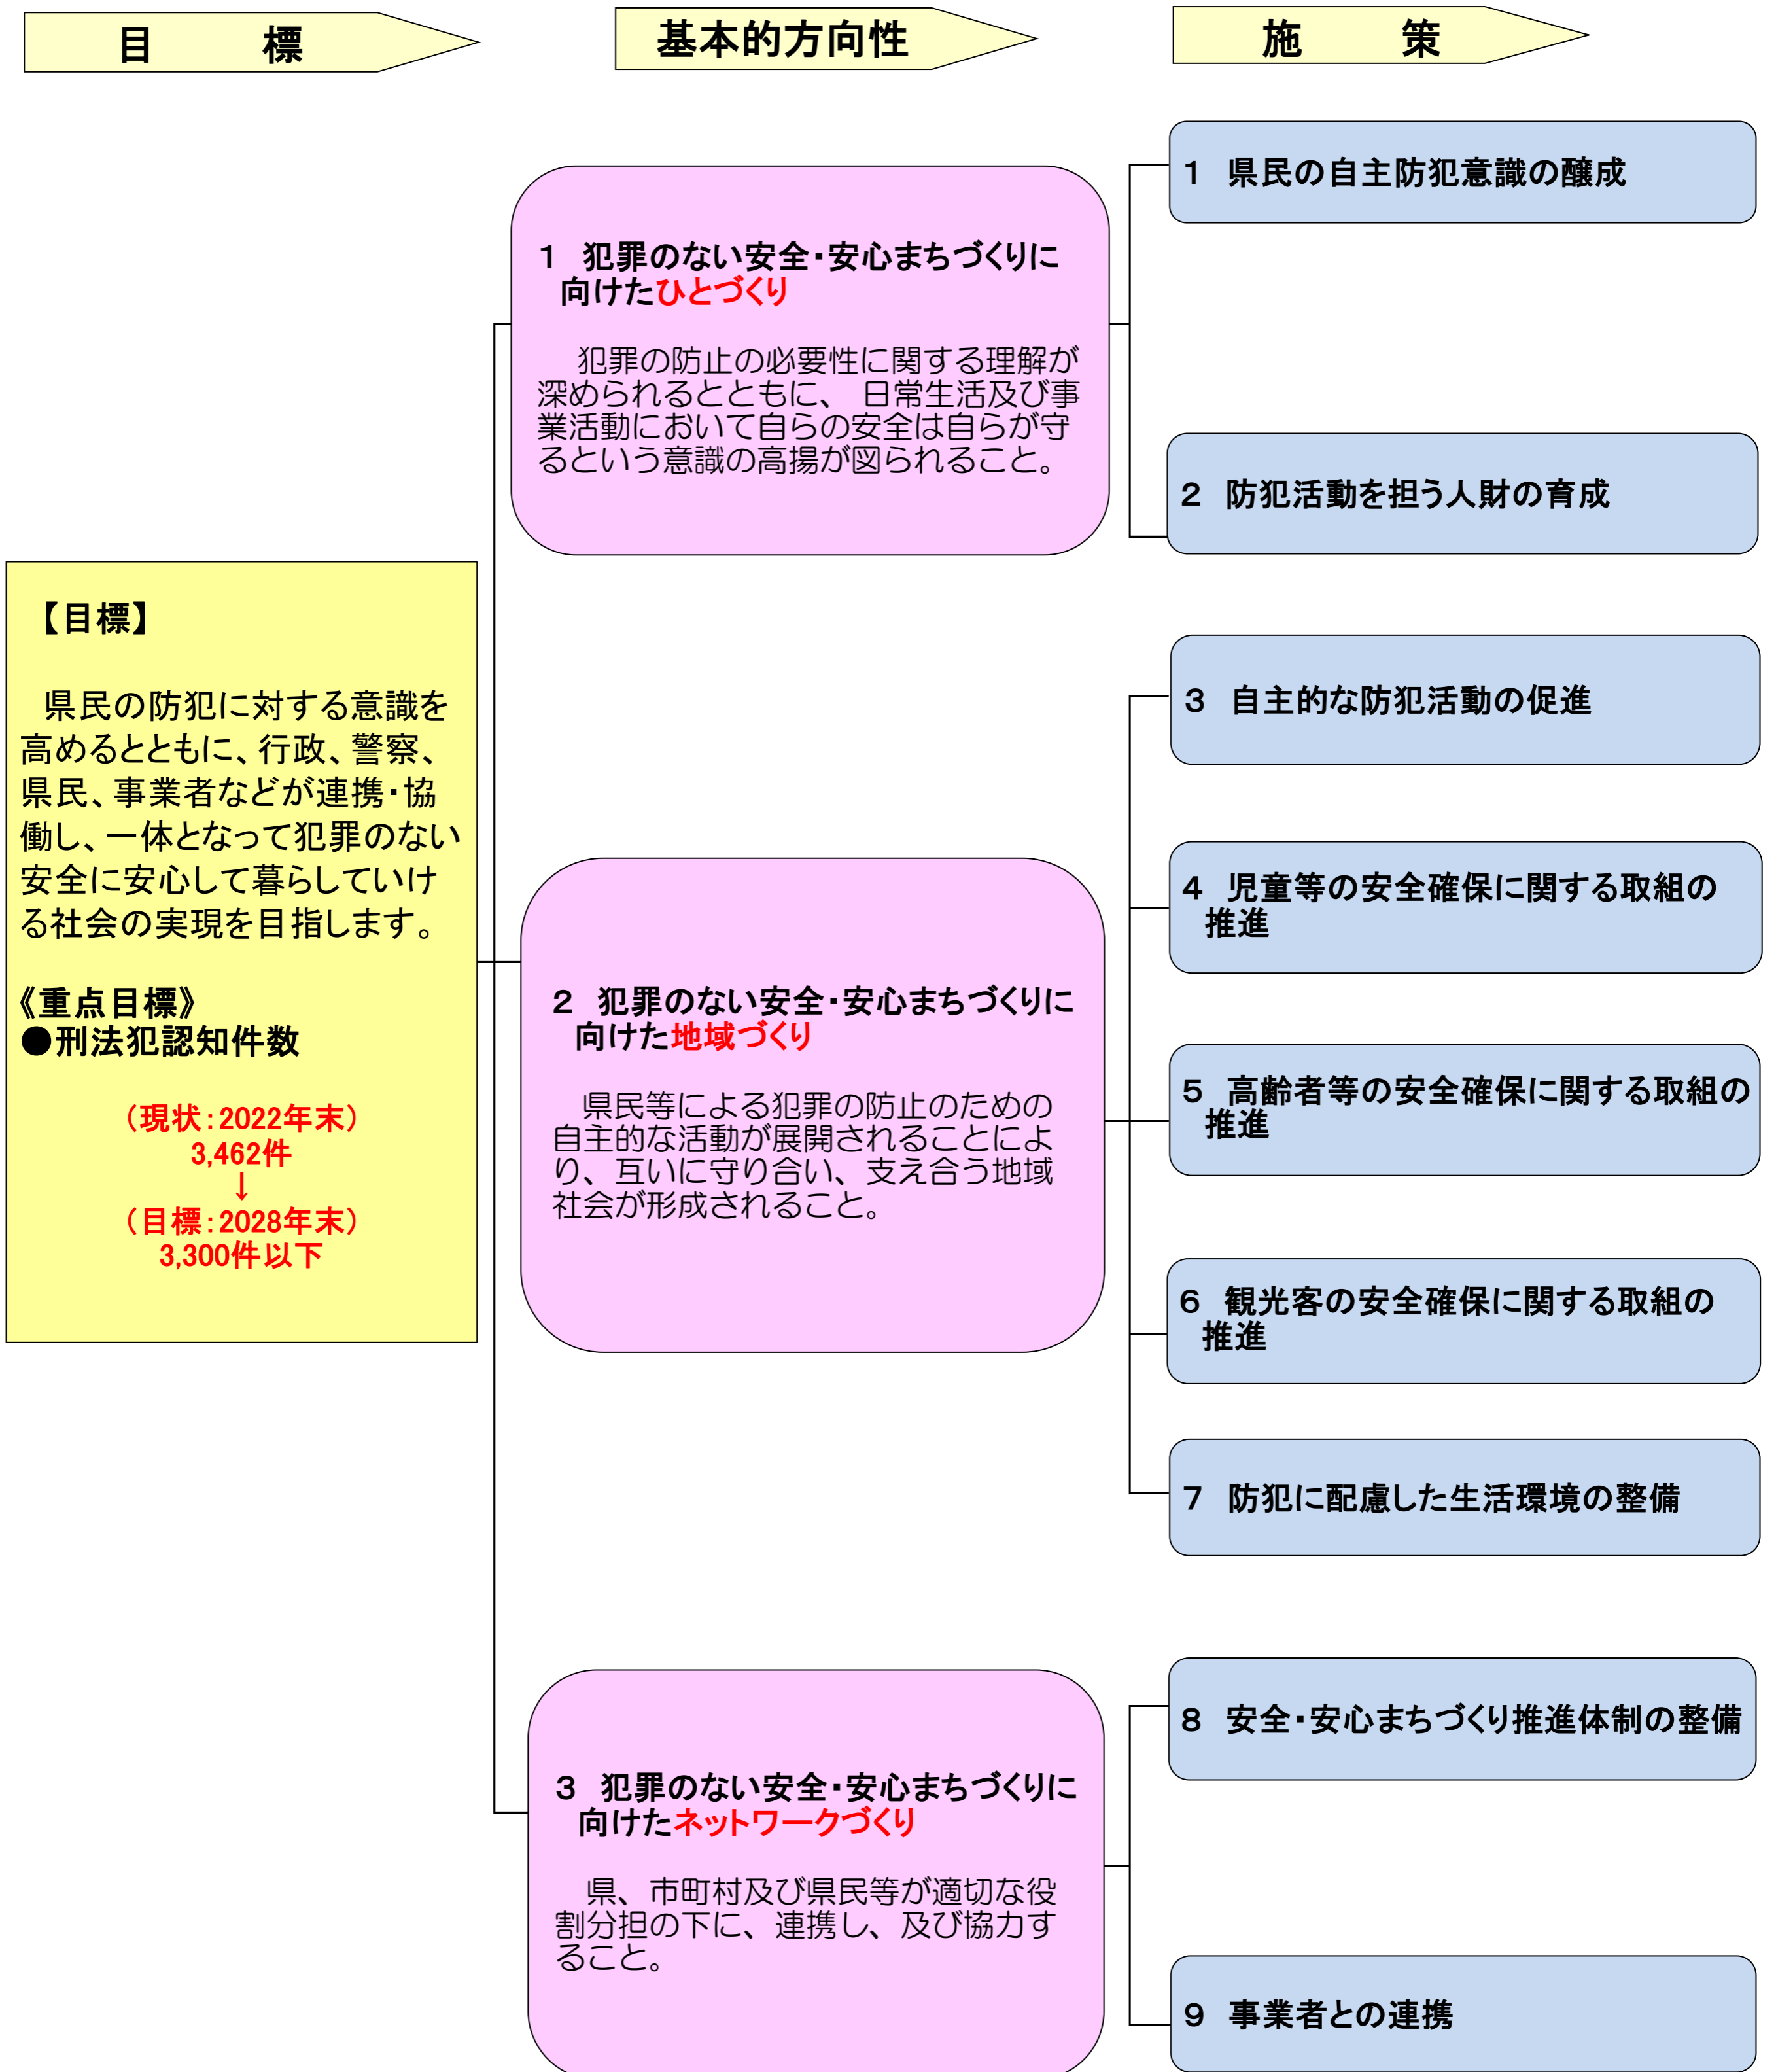 目　標
基本的方向性
施　策
【目標】
県民の防犯に対する意識を
高めるとともに、行政、警察、
県民、事業者などが連携・協
働し、一体となって犯罪のない
安全に安心して暮らしていけ
る社会の実現を目指します。
《重点目標》
●刑法犯認知件数
（現状：2022年末）
3,462件
↓
（目標：2028年末）
3,300件以下
１　犯罪のない安全・安心まちづくりに
向けたひとづくり
犯罪の防止の必要性に関する理解が
深められるとともに、 日常生活及び事
業活動において自らの安全は自らが守
るという意識の高揚が図られること。
２　犯罪のない安全・安心まちづくりに
向けた地域づくり
県民等による犯罪の防止のための
自主的な活動が展開されることによ
り、互いに守り合い、支え合う地域
社会が形成されること。
３　犯罪のない安全・安心まちづくりに
向けたネットワークづくり
県、市町村及び県民等が適切な役
割分担の下に、連携し、及び協力す
ること。
１　県民の自主防犯意識の醸成
２　防犯活動を担う人財の育成
３　自主的な防犯活動の促進
４　児童等の安全確保に関する取組の
推進
５　高齢者等の安全確保に関する取組の
推進
６　観光客の安全確保に関する取組の
推進
７　防犯に配慮した生活環境の整備
８　安全・安心まちづくり推進体制の整備
９　事業者との連携